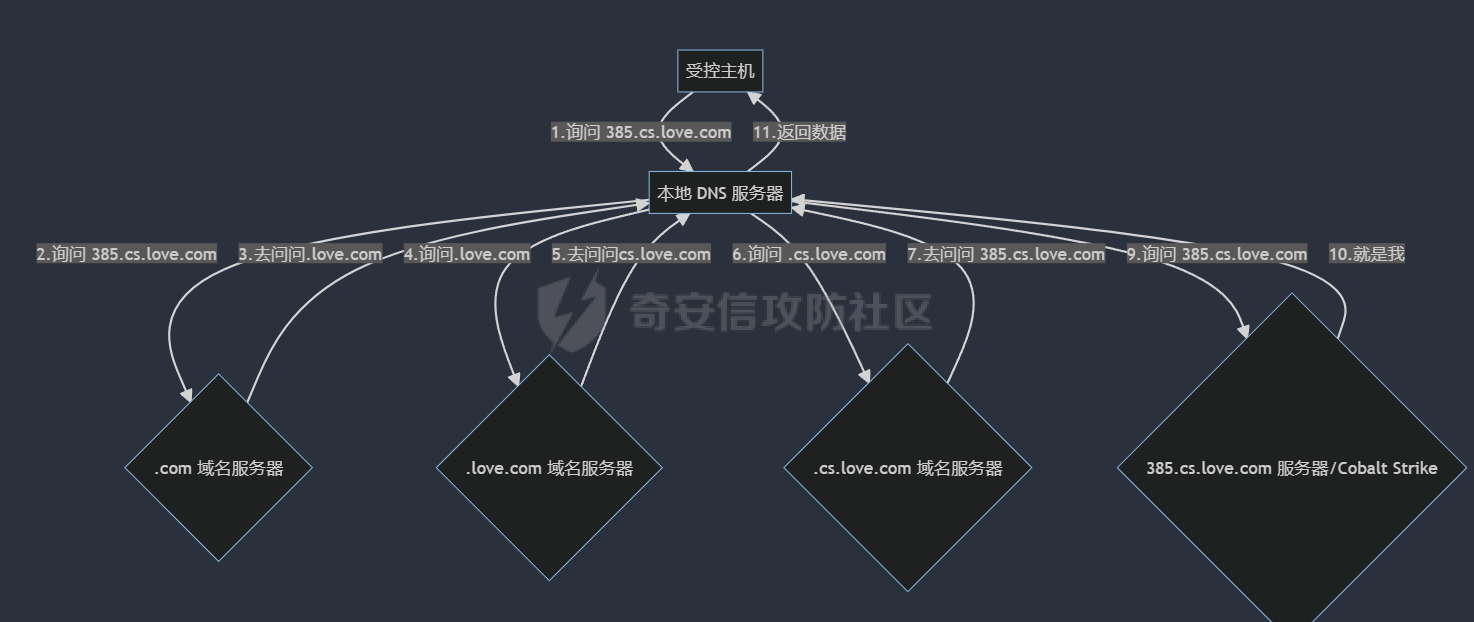 受控主机
1.询问 385.cs.love.com
11.返回数据
本地 DNS 服务器
2.询问 385.cs.love.com
3.去问问.love.com
4.询问.love.com
5.去问问cs.love.com
6.询问 .cs.love.com
7.去问问 385.cs.love.com
9.询问 385.cs.love.com
10.就是我
奇安信攻防社区
.com 域名服务器
.love.com 域名服务器
.cs.love.com 域名服务器
385.cs.love.com 服务器/Cobalt Strike